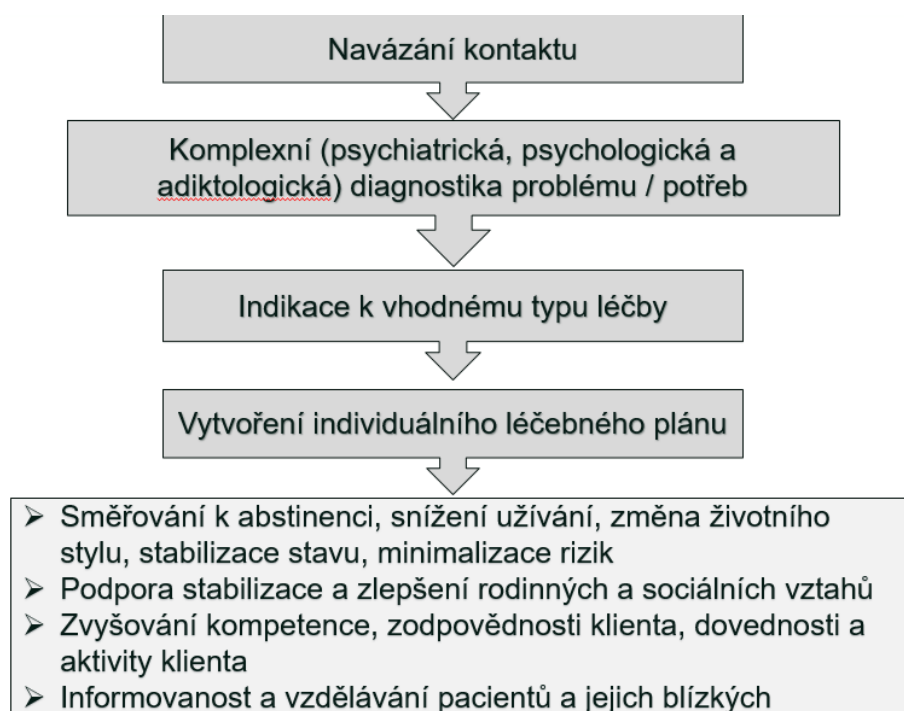 Navázání kontaktu
Komplexní (psychiatrická, psychologická a
adiktologická) diagnostika problému / potřeb
Indikace k vhodnému typu léčby
Vytvoření individuálního léčebného plánu
➢ Směřování k abstinenci, snížení užívání, změna životního
stylu, stabilizace stavu, minimalizace rizik
➢ Podpora stabilizace a zlepšení rodinných a sociálních vztahů
➢ Zvyšování kompetence, zodpovědnosti klienta, dovednosti a
aktivity klienta
➢ Informovanost a vzdělávání pacientů a jejich blízkých